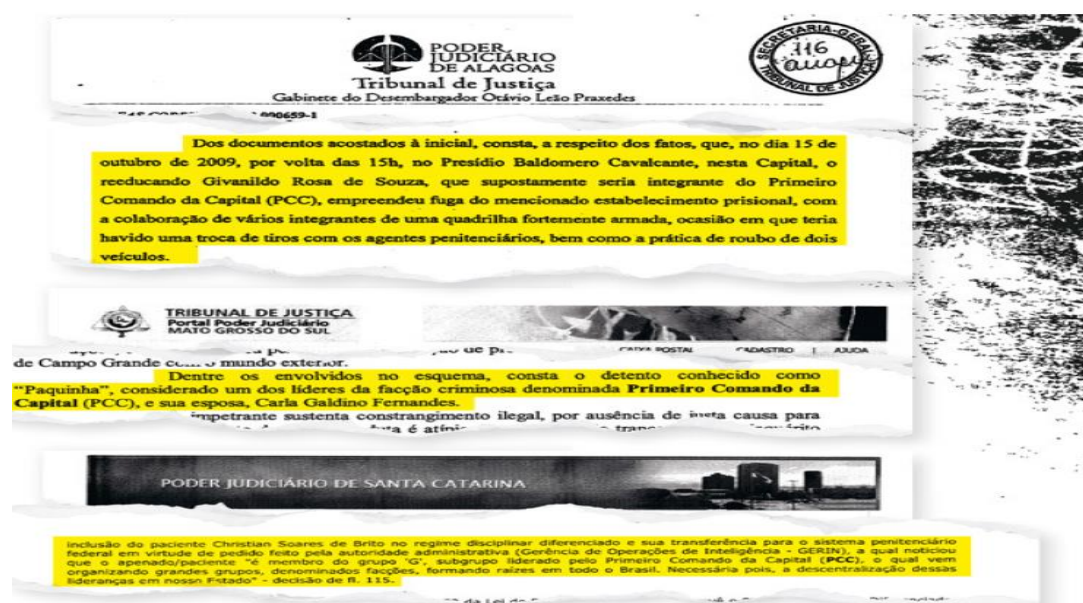 PODER
JUDICIÁRIO
DE ALAGOAS
Tribunal de Justiça
Gabinete do Desembargador Otávio Leão Praxedes
SECRETARIA-GERAL
116
TRIBUNAL DE JUSTIÇA
Dos documentos acostados à inicial, consta, a respeito dos fatos, que, no dia 15 de
outubro de 2009, por volta das 15h, no Presídio Baldomero Cavalcante, nesta Capital, o
reeducando Givanildo Rosa de Souza, que supostamente seria integrante do Primeiro
Comando da Capital (PCC), empreendeu fuga do mencionado estabelecimento prisional, com
a colaboração de vários integrantes de uma quadrilha fortemente armada, ocasião em que teria
havido uma troca de tiros com os agentes penitenciários, bem como a prática de roubo de dois
veículos.
TRIBUNAL DE JUSTIÇA
Portal Poder Judiciário
MATO GROSSO DO SUL
CAIXA POSTAL CADASTRO | AJUDA
de Campo Grande mundo exterior.
Dentre os envolvidos no esquema, consta o detento conhecido como
“Paquinha”, considerado um dos líderes da facção criminosa denominada Primeiro Comando da
Capital (PCC), e sua esposa, Carla Galdino Fernandes.
impetrante sustenta constrangimento ilegal, por ausência de justa causa para
PODER JUDICIÁRIO DE SANTA CATARINA
inclusão do paciente Christian Soares de Brito no regime disciplinar diferenciado e sua transferência para o sistema penitenciário
federal em virtude de pedido feito pela autoridade administrativa (Gerência de Operações de Inteligência - GERIN), a qual noticiou
que o apenado/paciente "é membro do grupo 'G', subgrupo liderado pelo Primeiro Comando da Capital (PCC), o qual vem
organizando grandes grupos, denominados facções, formando raízes em todo o Brasil. Necessária pois, a descentralização dessas
lideranças em nosso Estado" - decisão de fl. 115.